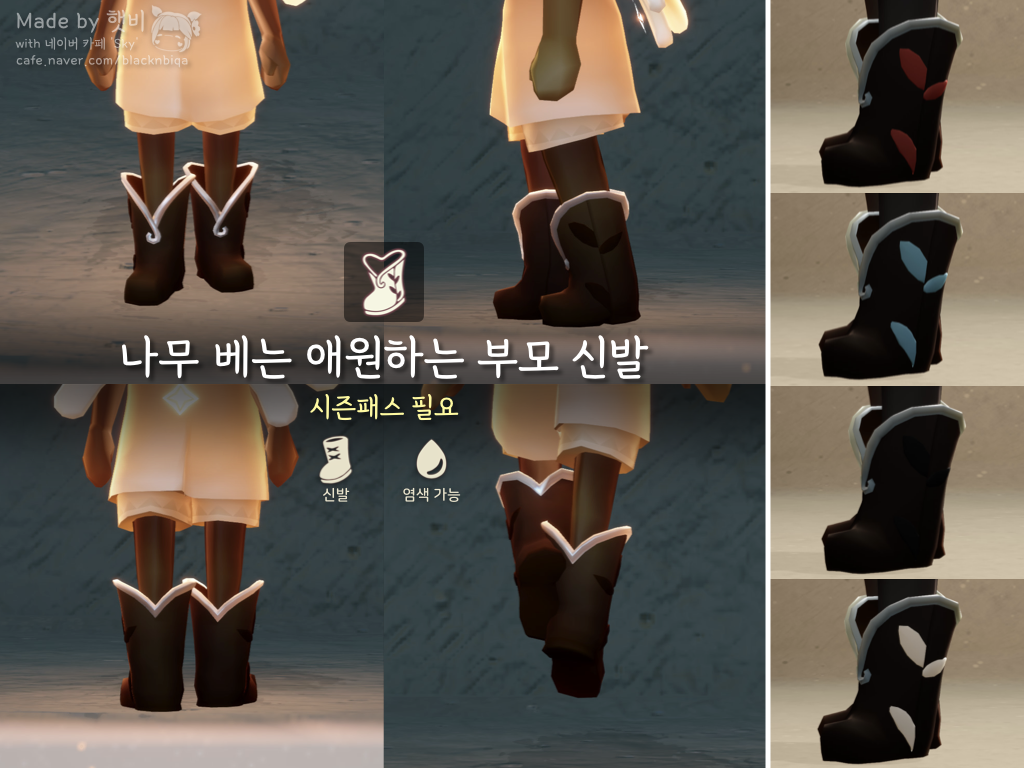 Made by 햇비
with 네이버 카페 'Sky'
cafe.naver.com/blacknbiqa
나무 베는 애원하는 부모 신발
시즌패스 필요
신발
염색 가능